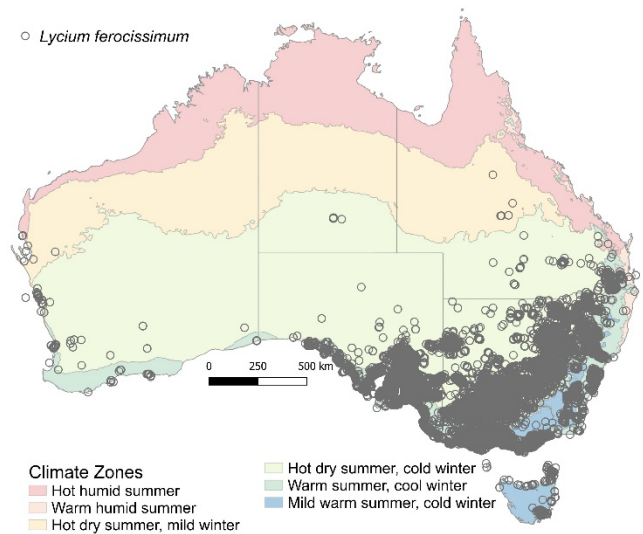 Lycium ferocissimum
0 250 500 km
Climate Zones
Hot humid summer
Warm humid summer
Hot dry summer, mild winter
Hot dry summer, cold winter
Warm summer, cool winter
Mild warm summer, cold winter